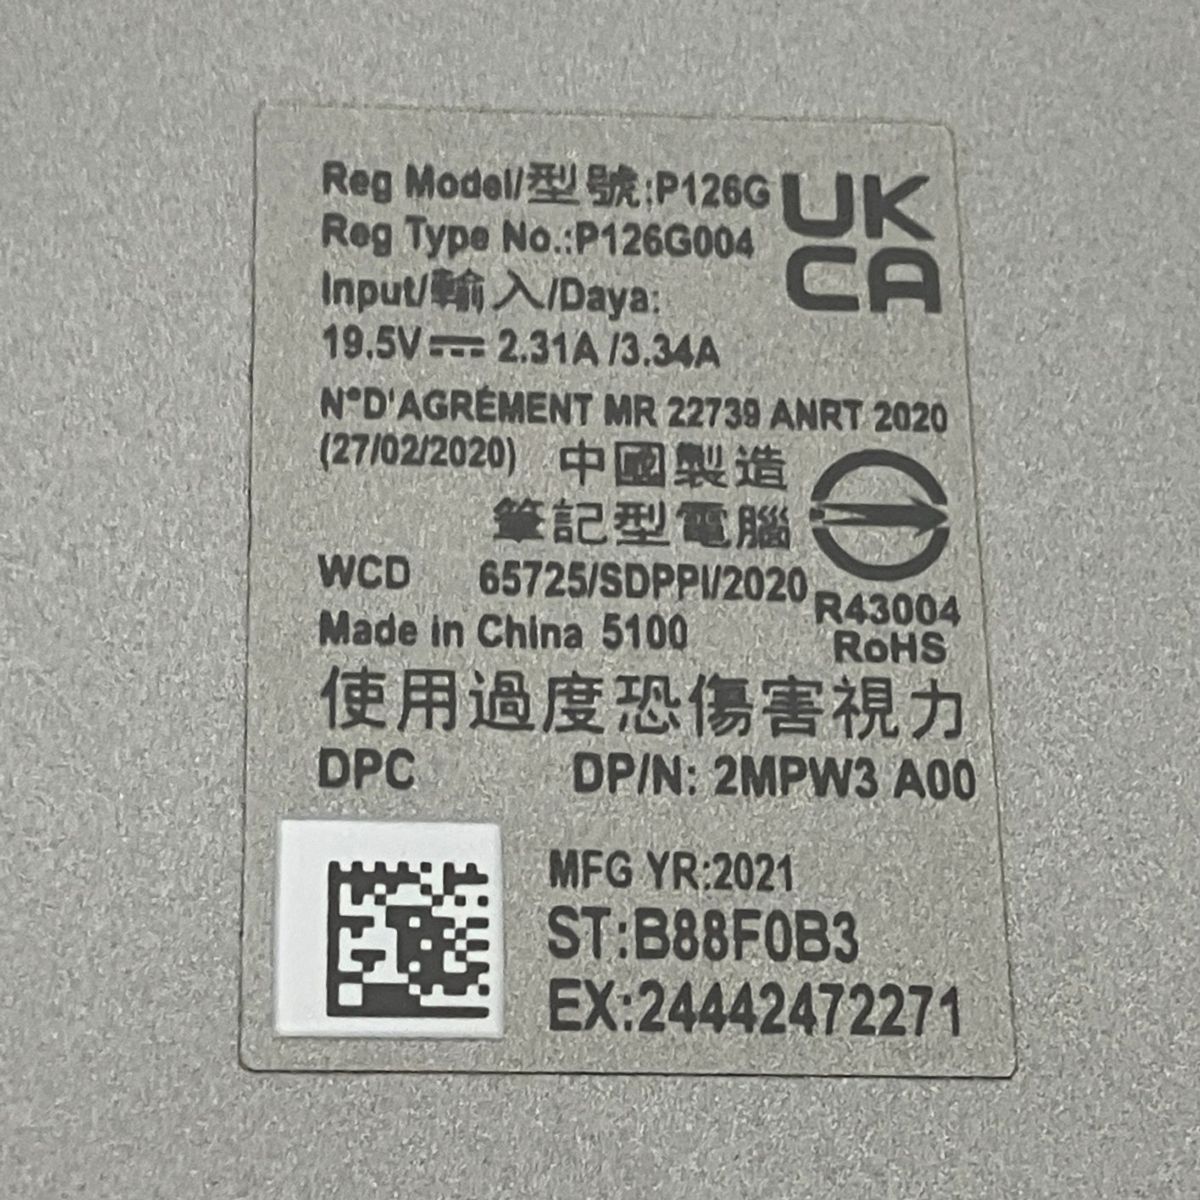 Reg Model/型號:P126G
Reg Type No.:P126G004
UK
CA
Input/輸入/Daya:
19.5V⎓2.31A /3.34A
N°D'AGRÉMENT MR 22739 ANRT 2020
(27/02/2020) 中國製造
筆記型電腦
WCD 65725/SDPPI/2020
R43004
RoHS
Made in China 5100
使用過度恐傷害視力
DPC DP/N: 2MPW3 A00
MFG YR:2021
ST:B88F0B3
EX:24442472271